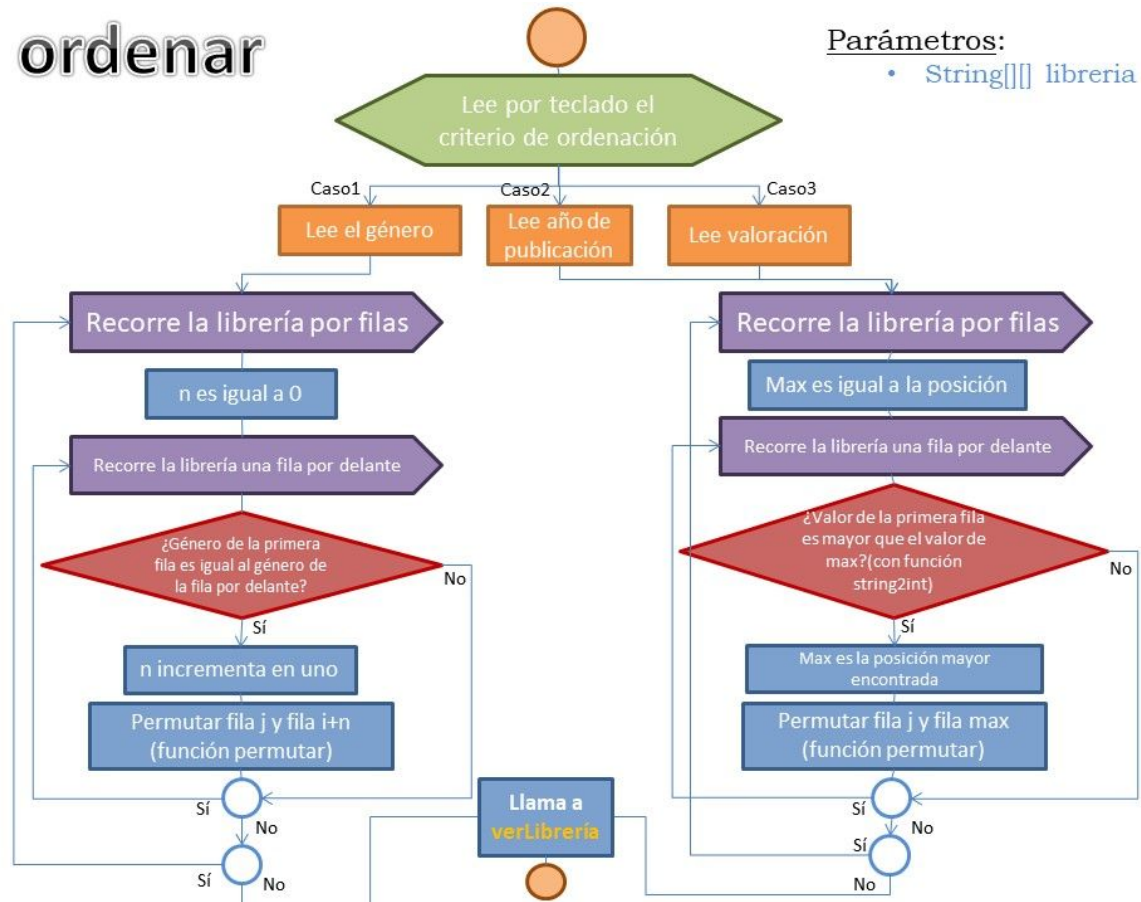 ordenar
Parámetros:
• String[][] libreria
Lee por teclado el
criterio de ordenación
Caso1
Caso2
Caso3
Lee el género
Lee año de
publicación
Lee valoración
Recorre la librería por filas
n es igual a 0
Recorre la librería una fila por delante
¿Género de la primera
fila es igual al género de
la fila por delante?
No
Sí
n incrementa en uno
Permutar fila j y fila i+n
(función permutar)
Sí
No
Sí
No
Recorre la librería por filas
Max es igual a la posición
Recorre la librería una fila por delante
¿Valor de la primera fila
es mayor que el valor de
max?(con función
string2int)
No
Sí
Max es la posición mayor
encontrada
Permutar fila j y fila max
(función permutar)
Sí
No
Sí
No
Llama a
verLibrería